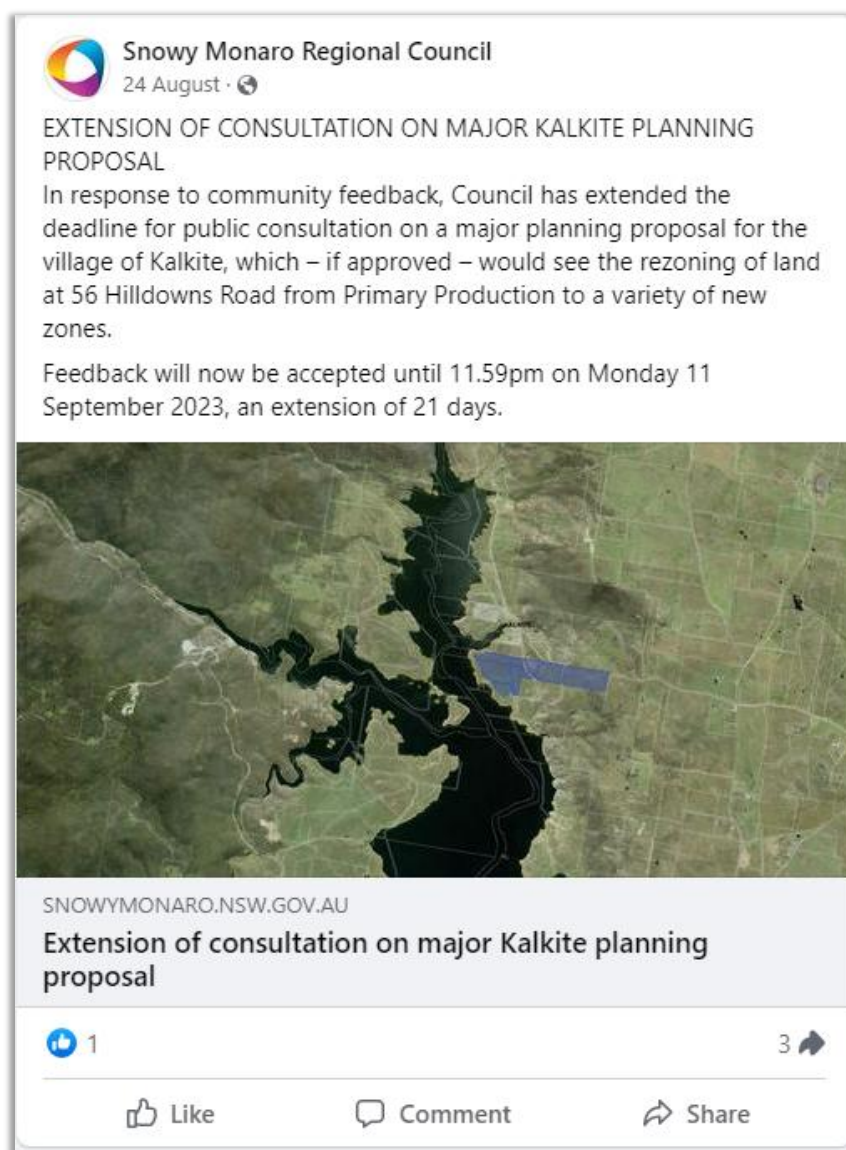 Snowy Monaro Regional Council
24 August ·
EXTENSION OF CONSULTATION ON MAJOR KALKITE PLANNING
PROPOSAL
In response to community feedback, Council has extended the
deadline for public consultation on a major planning proposal for the
village of Kalkite, which – if approved – would see the rezoning of land
at 56 Hilldowns Road from Primary Production to a variety of new
zones.
Feedback will now be accepted until 11.59pm on Monday 11
September 2023, an extension of 21 days.
KALKITE
SNOWYMONARO.NSW.GOV.AU
Extension of consultation on major Kalkite planning
proposal
1 3
Like Comment Share